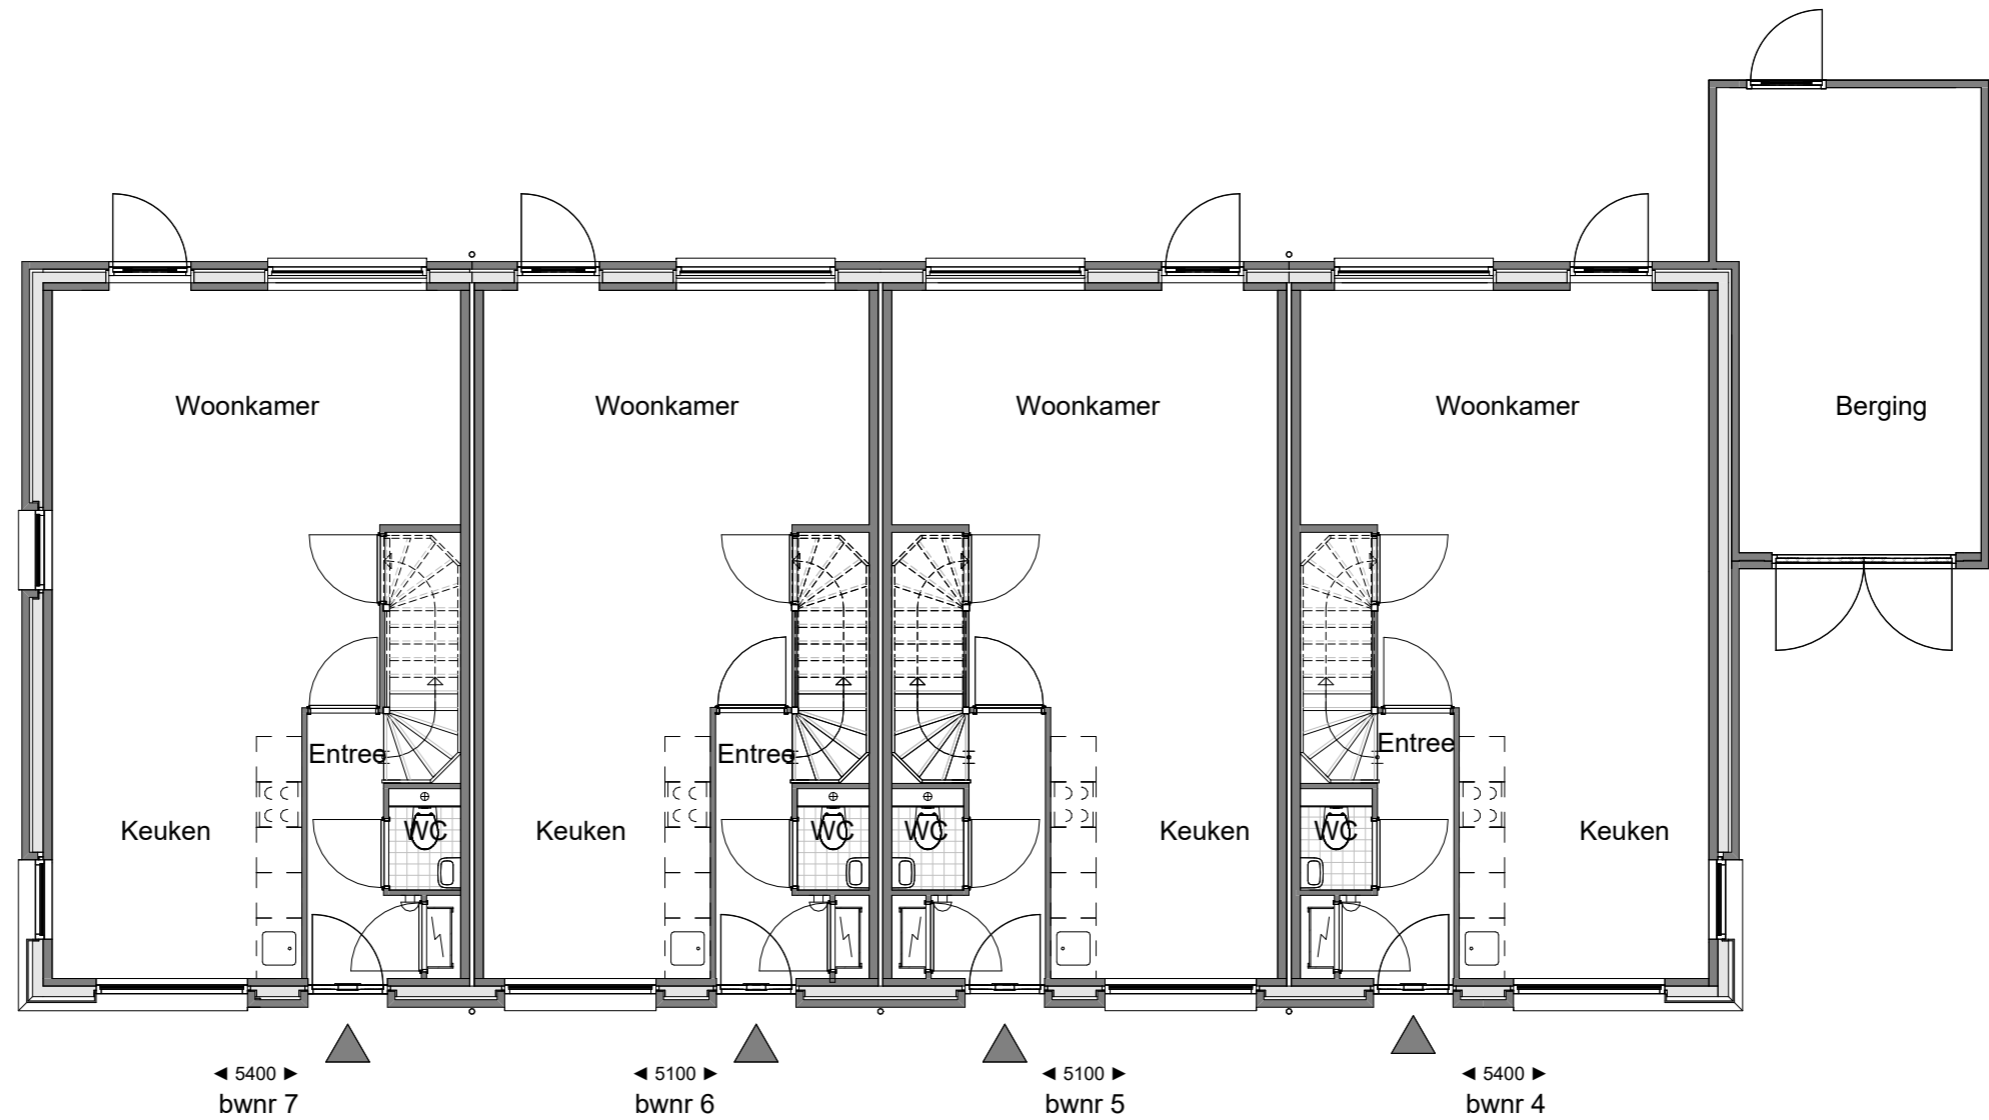 Woonkamer Woonkamer Woonkamer Woonkamer Berging
Entree Entree Entree
Keuken WC Keuken WC WC Keuken WC Keuken
◄ 5400 ► ◄ 5100 ► ◄ 5100 ► ◄ 5400 ►
bwnr 7 bwnr 6 bwnr 5 bwnr 4